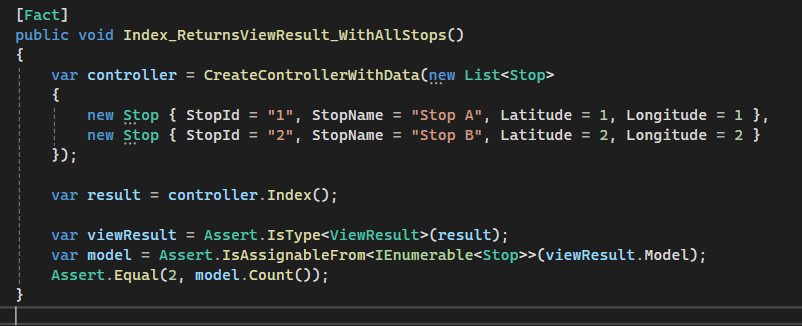 [Fact]
public void Index_ReturnsViewResult_WithAllStops()
{
var controller = CreateControllerWithData(new List<Stop>
{
new Stop { StopId = "1", StopName = "Stop A", Latitude = 1, Longitude = 1 },
new Stop { StopId = "2", StopName = "Stop B", Latitude = 2, Longitude = 2 }
});
var result = controller.Index();
var viewResult = Assert.IsType<ViewResult>(result);
var model = Assert.IsAssignableFrom<IEnumerable<Stop>>(viewResult.Model);
Assert.Equal(2, model.Count());
}